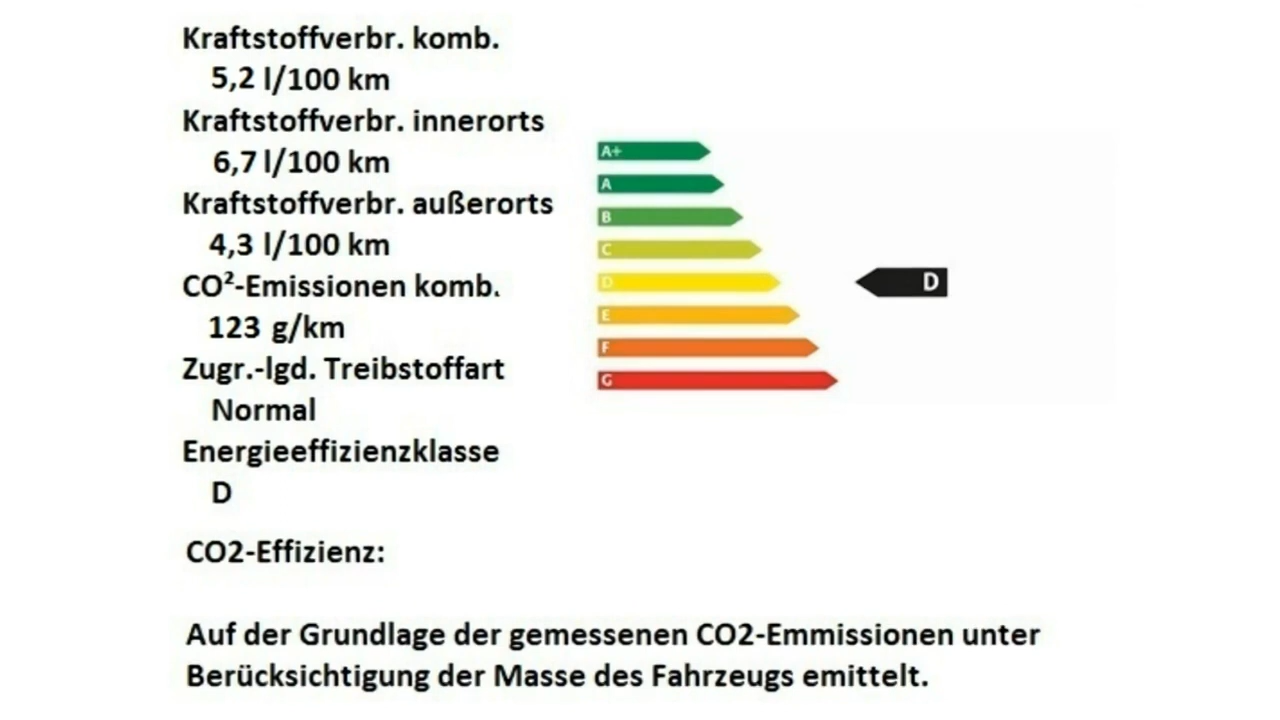 Kraftstoffverbr. komb.
5,2 l/100 km
Kraftstoffverbr. innerorts
6,7 l/100 km
Kraftstoffverbr. außerorts
4,3 l/100 km
CO²-Emissionen komb.
123 g/km
Zugr.-lgd. Treibstoffart
Normal
Energieeffizienzklasse
D
A+
A
B
C
D
D
E
F
G
CO2-Effizienz:
Auf der Grundlage der gemessenen CO2-Emmissionen unter
Berücksichtigung der Masse des Fahrzeugs emittelt.